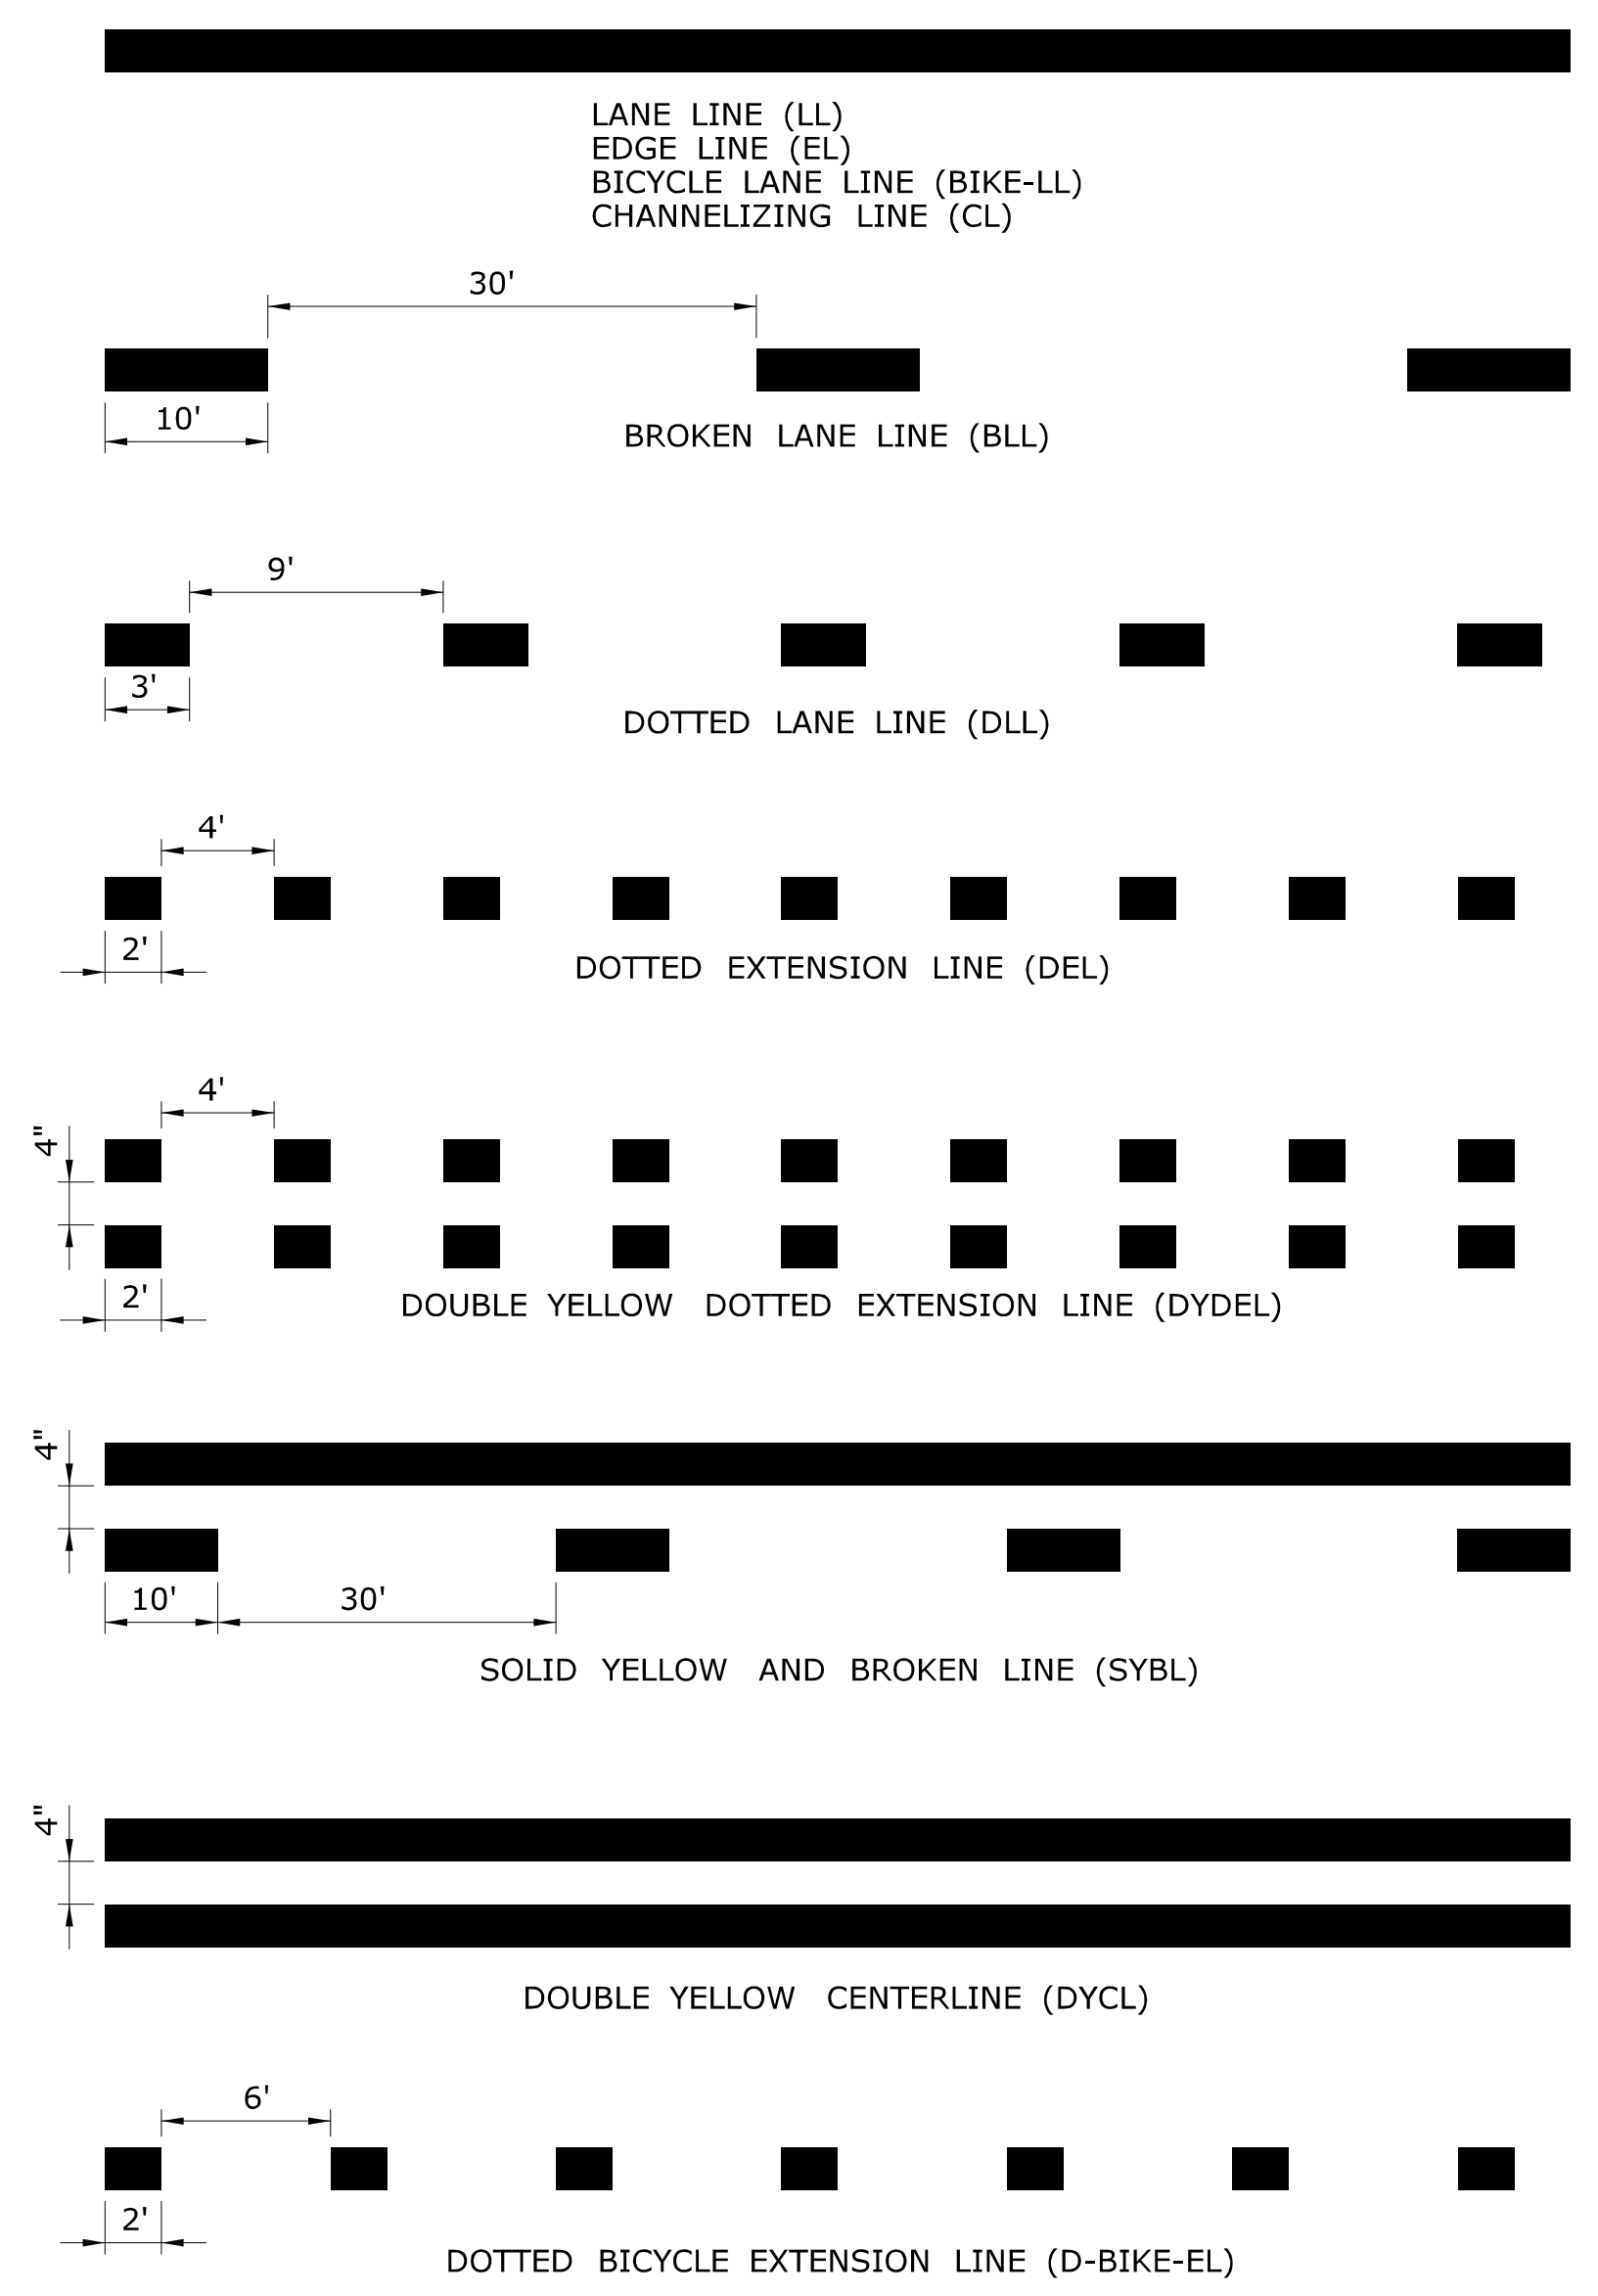 LANE LINE (LL)
EDGE LINE (EL)
BICYCLE LANE LINE (BIKE-LL)
CHANNELIZING LINE (CL)
30'
10'
BROKEN LANE LINE (BLL)
9'
3'
DOTTED LANE LINE (DLL)
4'
2'
DOTTED EXTENSION LINE (DEL)
4'
4"
2'
DOUBLE YELLOW DOTTED EXTENSION LINE (DYDEL)
4"
10' 30'
SOLID YELLOW AND BROKEN LINE (SYBL)
4"
DOUBLE YELLOW CENTERLINE (DYCL)
6'
2'
DOTTED BICYCLE EXTENSION LINE (D-BIKE-EL)